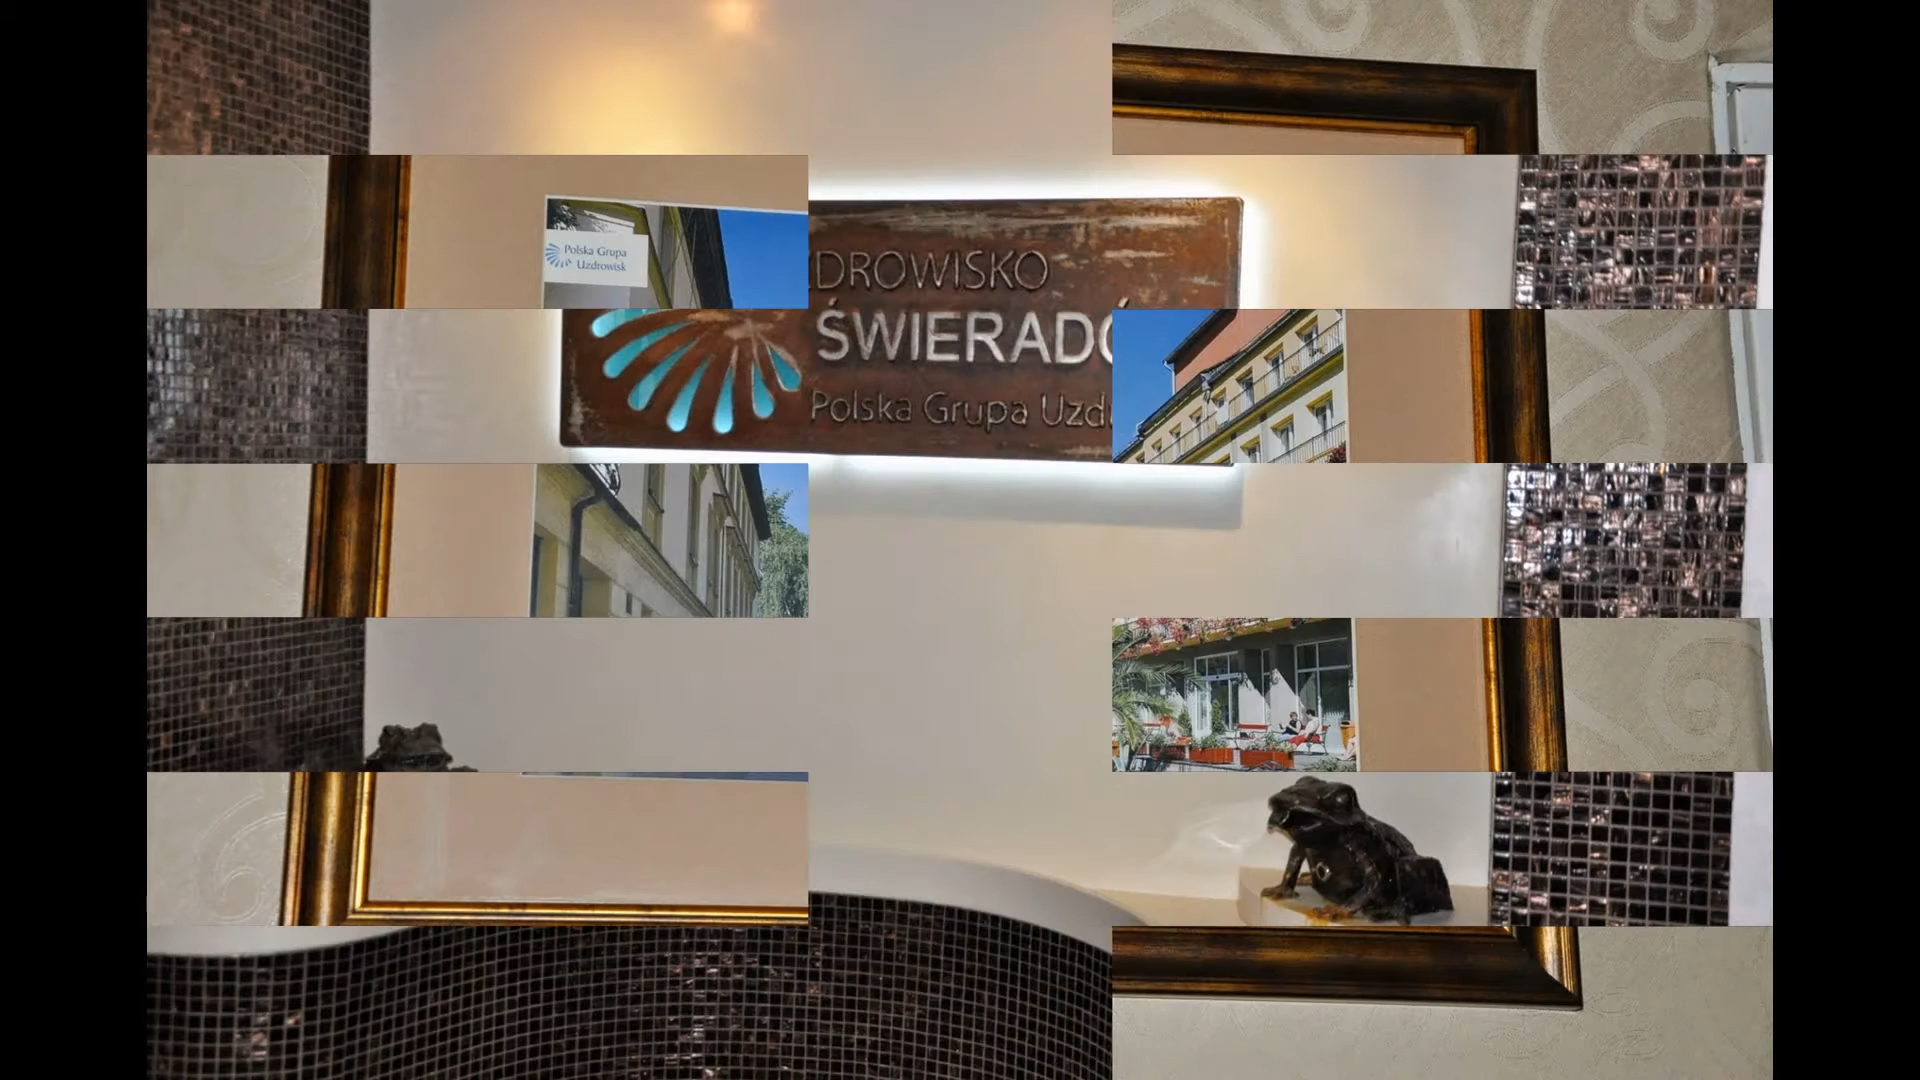 Polska Grupa
Uzdrowisk
ZDROWISKO
ŚWIERADÓ
Polska Grupa Uzd